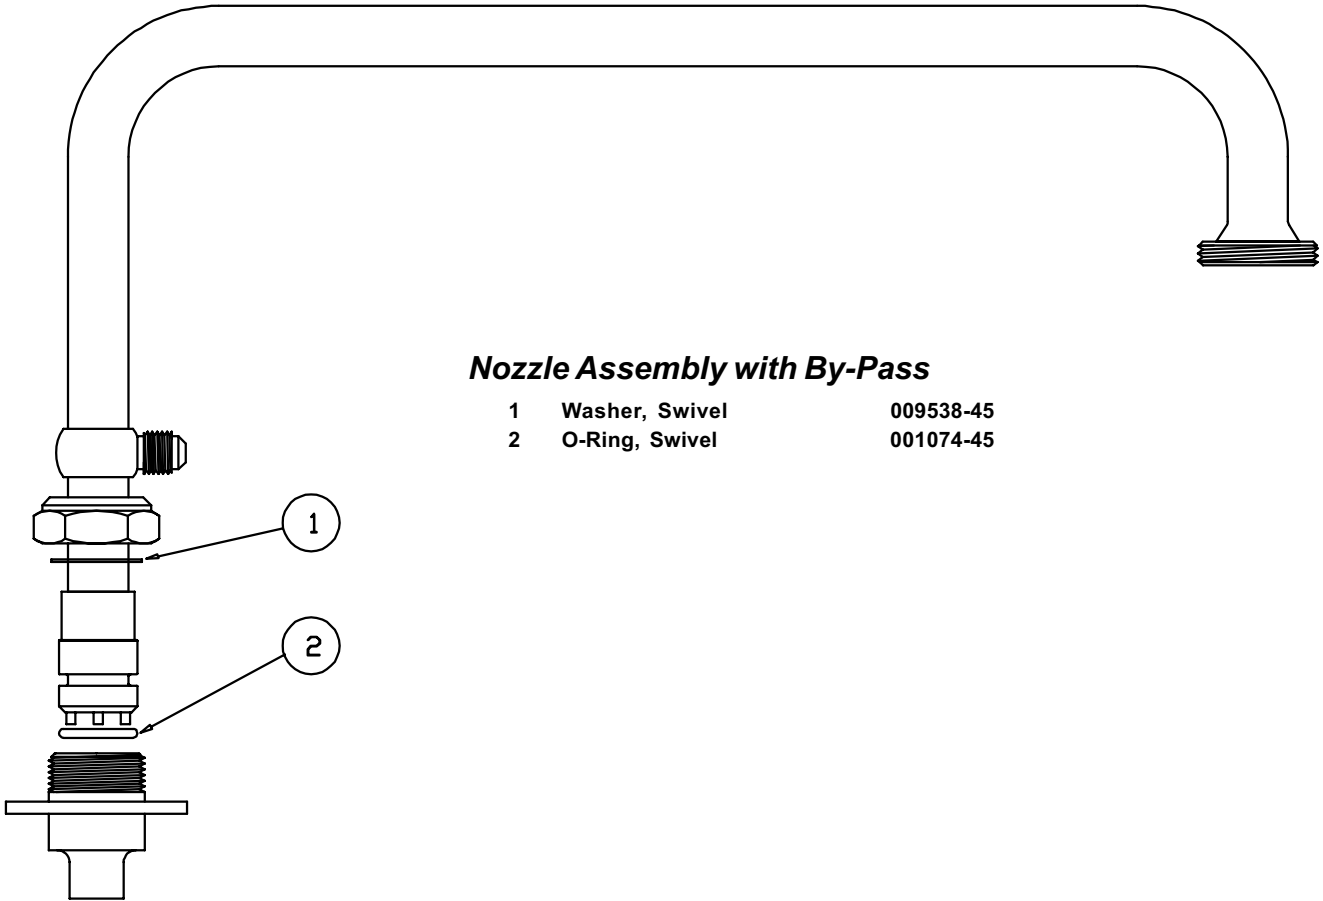 Nozzle Assembly with By-Pass
1 Washer, Swivel 009538-45
2 O-Ring, Swivel 001074-45
1
2